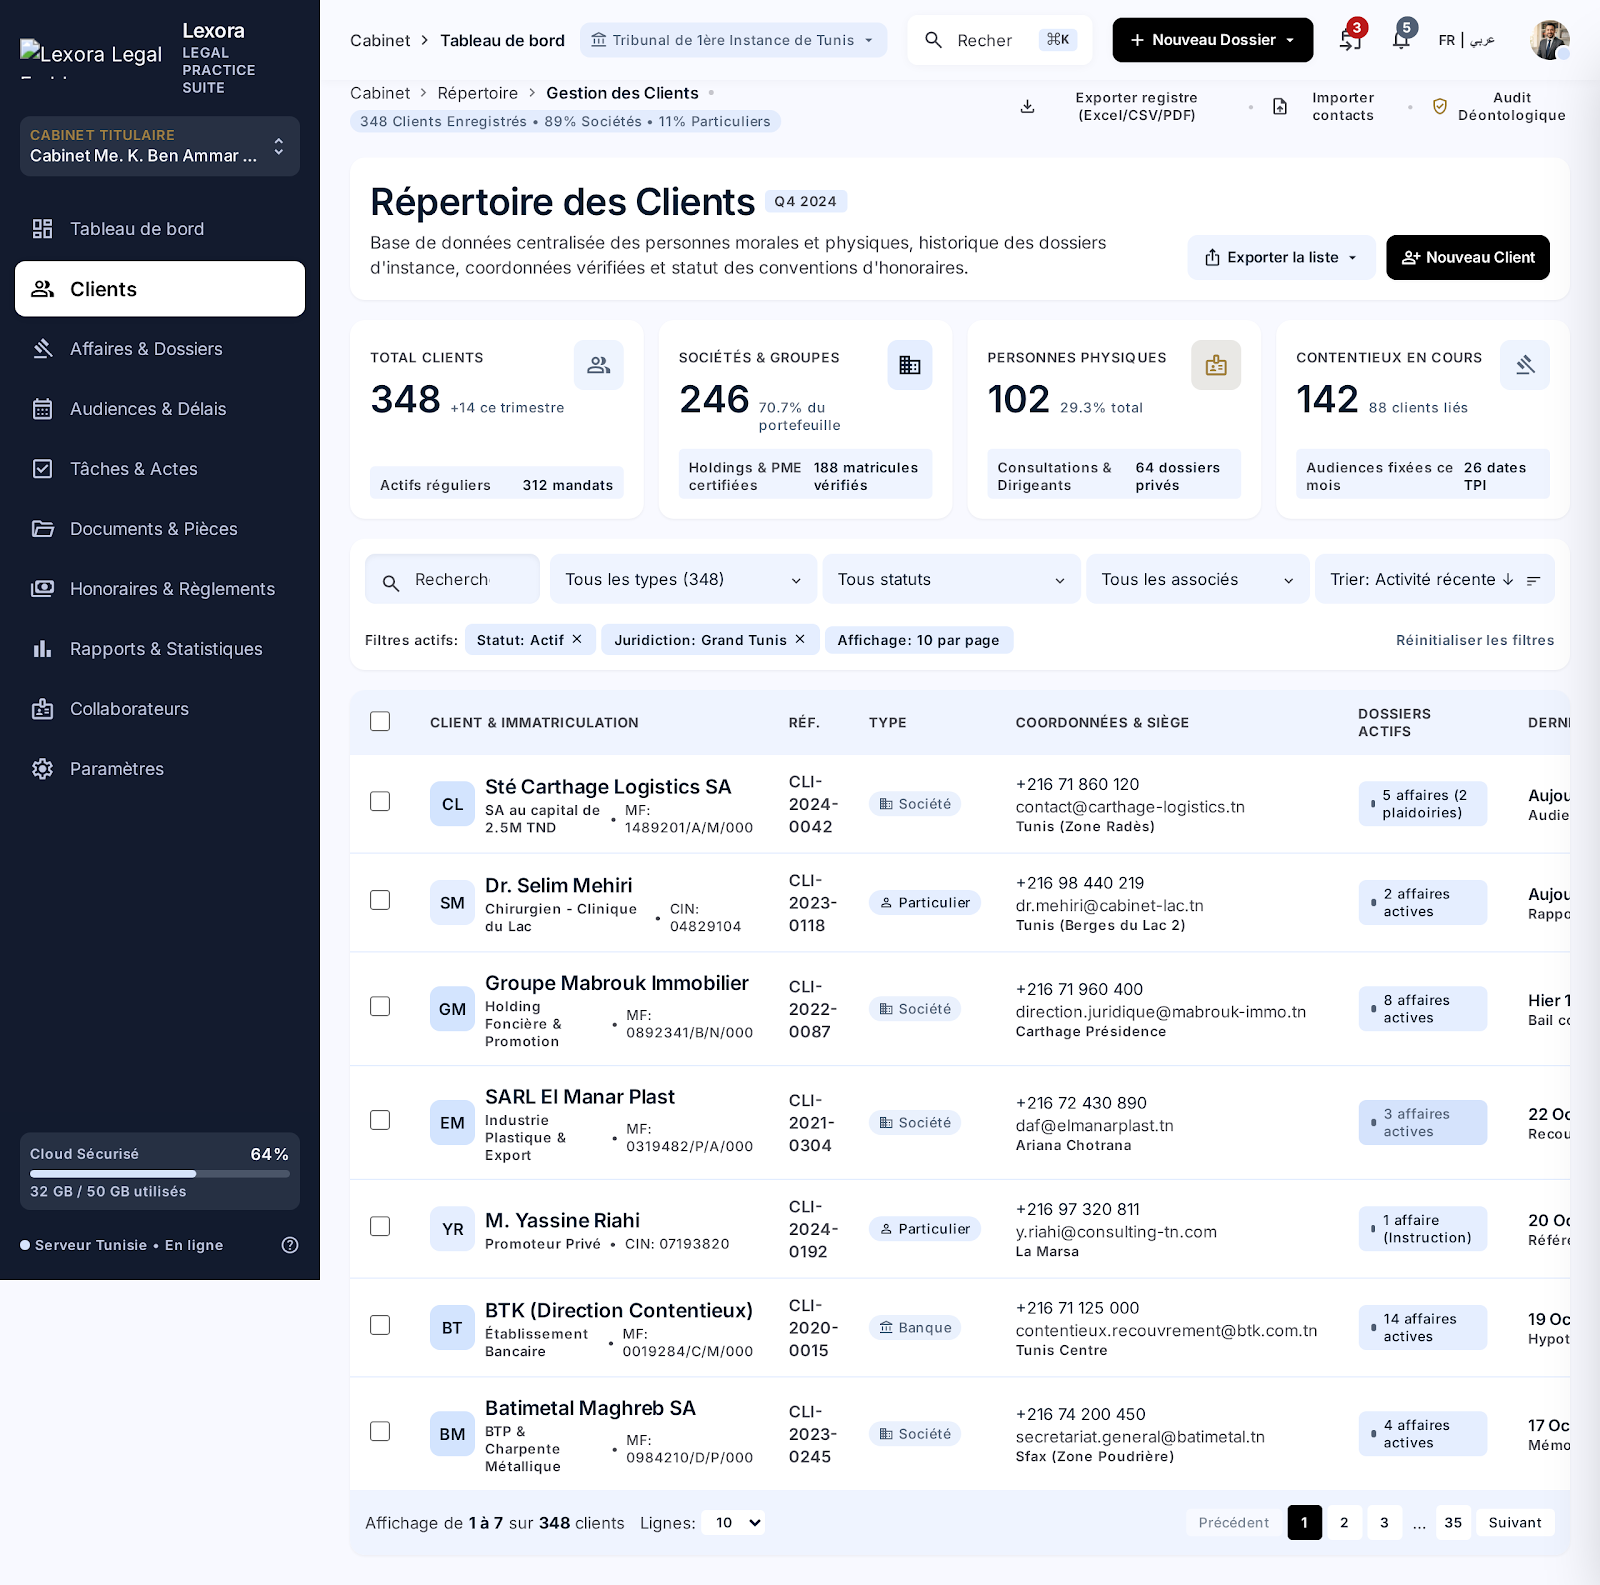 Lexora Legal
Lexora
LEGAL
PRACTICE
SUITE
CABINET TITULAIRE
Cabinet Me. K. Ben Ammar ...
Tableau de bord
Clients
Affaires & Dossiers
Audiences & Délais
Tâches & Actes
Documents & Pièces
Honoraires & Règlements
Rapports & Statistiques
Collaborateurs
Paramètres
Cloud Sécurisé 64%
32 GB / 50 GB utilisés
Serveur Tunisie • En ligne
Cabinet > Tableau de bord
Tribunal de 1ère Instance de Tunis
Recher ⌘K
+ Nouveau Dossier
3
5
FR | عربي
Cabinet > Répertoire > Gestion des Clients •
348 Clients Enregistrés • 89% Sociétés • 11% Particuliers
Exporter registre
(Excel/CSV/PDF)
•
Importer
contacts
•
Audit
Déontologique
Répertoire des Clients Q4 2024
Base de données centralisée des personnes morales et physiques, historique des dossiers
d'instance, coordonnées vérifiées et statut des conventions d'honoraires.
Exporter la liste
Nouveau Client
TOTAL CLIENTS
348 +14 ce trimestre
Actifs réguliers 312 mandats
SOCIÉTÉS & GROUPES
246 70.7% du
portefeuille
Holdings & PME
certifiées
188 matricules
vérifiés
PERSONNES PHYSIQUES
102 29.3% total
Consultations &
Dirigeants
64 dossiers
privés
CONTENTIEUX EN COURS
142 88 clients liés
Audiences fixées ce
mois
26 dates
TPI
Recherch
Tous les types (348)
Tous statuts
Tous les associés
Trier: Activité récente ↓
Filtres actifs: Statut: Actif × Juridiction: Grand Tunis × Affichage: 10 par page
Réinitialiser les filtres
CLIENT & IMMATRICULATION RÉF. TYPE COORDONNÉES & SIÈGE DOSSIERS
ACTIFS
DERNI
CL
Sté Carthage Logistics SA
SA au capital de
2.5M TND
• MF:
1489201/A/M/000
CLI-
2024-
0042
Société
+216 71 860 120
contact@carthage-logistics.tn
Tunis (Zone Radès)
5 affaires (2
plaidoiries)
Aujou
Audie
SM
Dr. Selim Mehiri
Chirurgien - Clinique
du Lac
• CIN:
04829104
CLI-
2023-
0118
Particulier
+216 98 440 219
dr.mehiri@cabinet-lac.tn
Tunis (Berges du Lac 2)
2 affaires
actives
Aujou
Rappo
GM
Groupe Mabrouk Immobilier
Holding
Foncière &
Promotion
• MF:
0892341/B/N/000
CLI-
2022-
0087
Société
+216 71 960 400
direction.juridique@mabrouk-immo.tn
Carthage Présidence
8 affaires
actives
Hier 1
Bail co
EM
SARL El Manar Plast
Industrie
Plastique &
Export
• MF:
0319482/P/A/000
CLI-
2021-
0304
Société
+216 72 430 890
daf@elmanarplast.tn
Ariana Chotrana
3 affaires
actives
22 Oc
Recou
YR
M. Yassine Riahi
Promoteur Privé • CIN: 07193820
CLI-
2024-
0192
Particulier
+216 97 320 811
y.riahi@consulting-tn.com
La Marsa
1 affaire
(Instruction)
20 Oc
Référe
BT
BTK (Direction Contentieux)
Établissement
Bancaire
• MF:
0019284/C/M/000
CLI-
2020-
0015
Banque
+216 71 125 000
contentieux.recouvrement@btk.com.tn
Tunis Centre
14 affaires
actives
19 Oc
Hypot
BM
Batimetal Maghreb SA
BTP &
Charpente
Métallique
• MF:
0984210/D/P/000
CLI-
2023-
0245
Société
+216 74 200 450
secretariat.general@batimetal.tn
Sfax (Zone Poudrière)
4 affaires
actives
17 Oc
Mémo
Affichage de 1 à 7 sur 348 clients Lignes: 10
Précédent 1 2 3 ... 35 Suivant